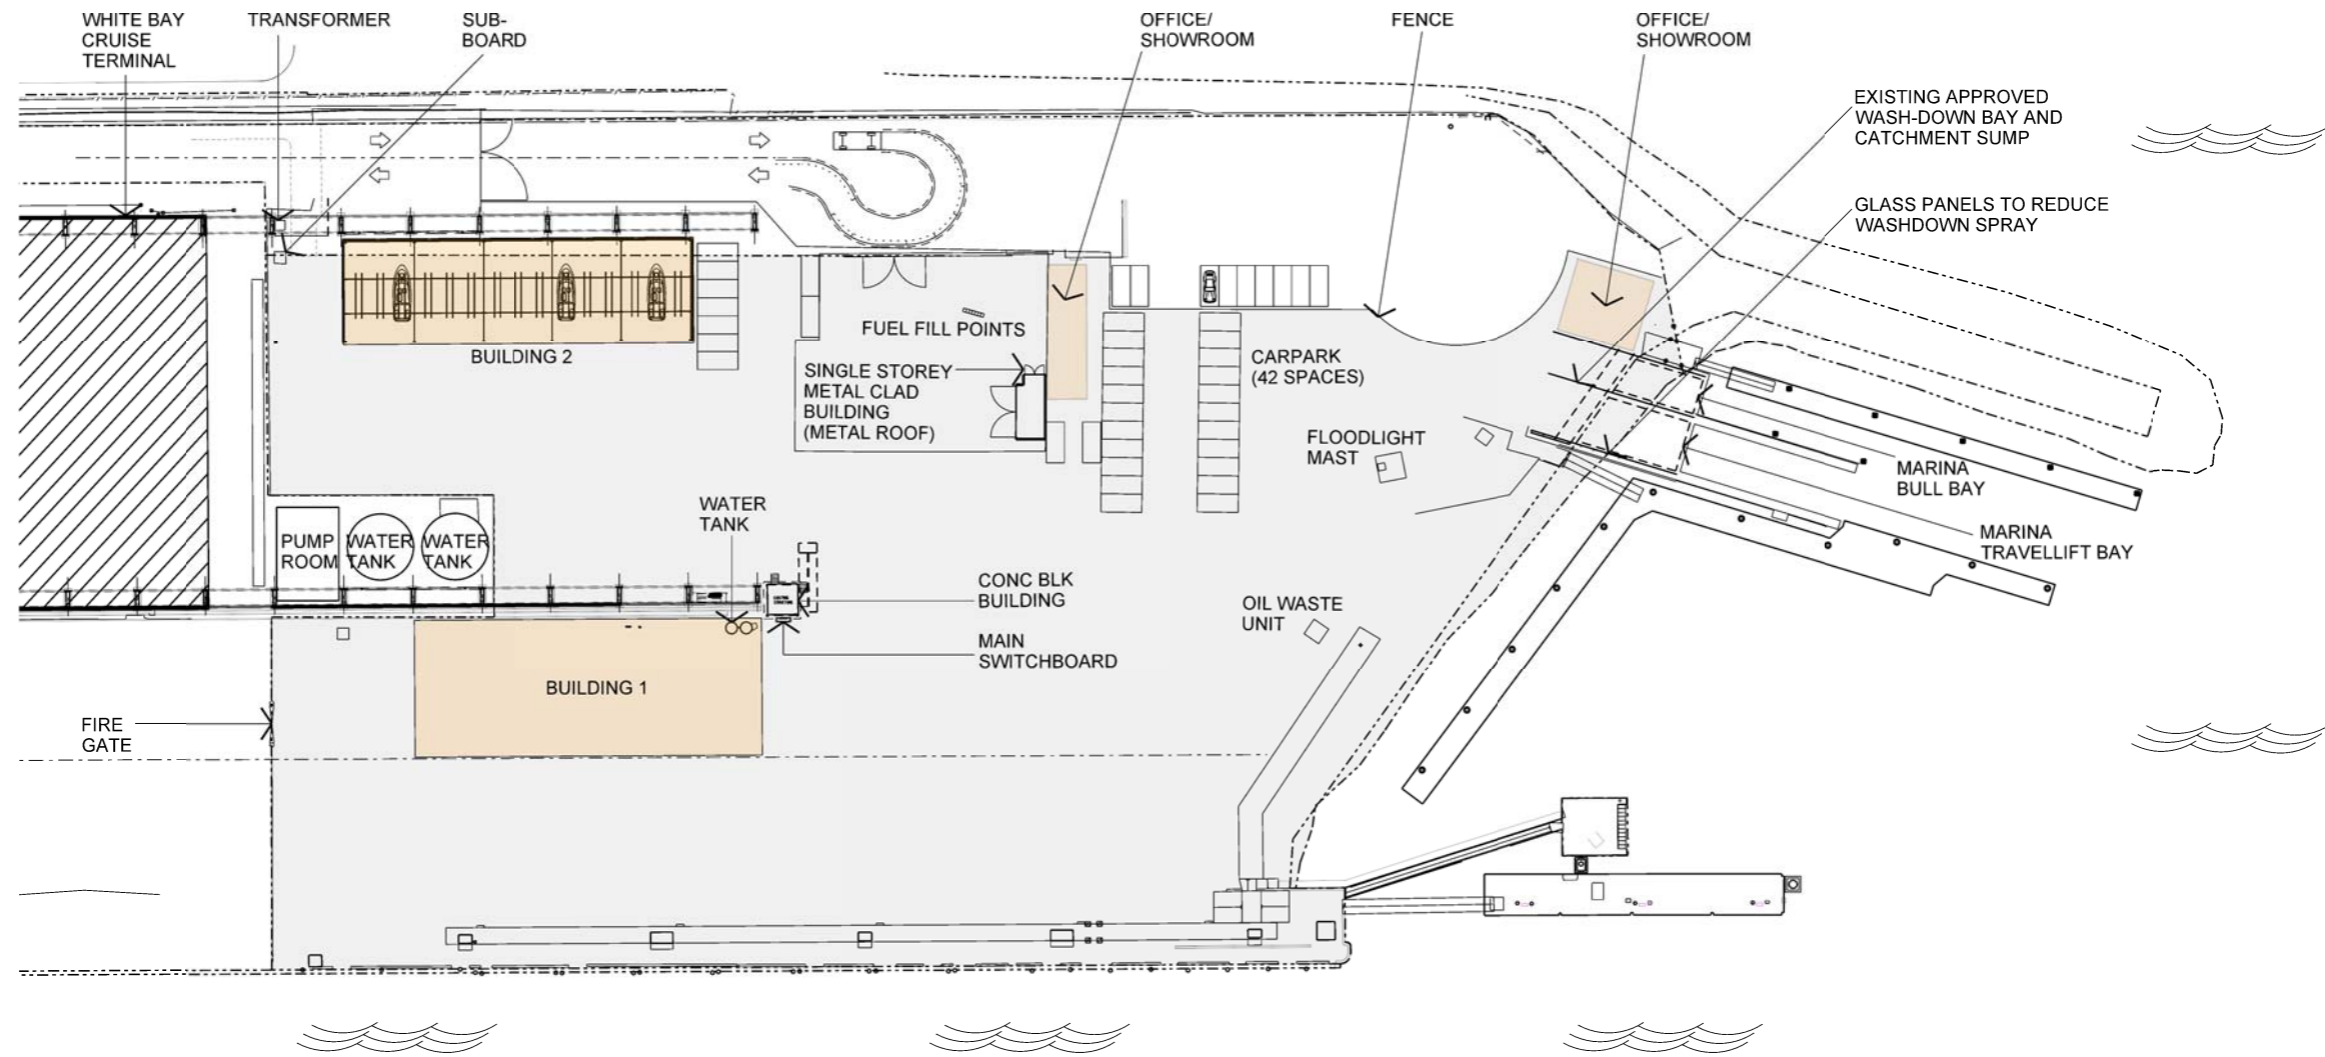 WHITE BAY
CRUISE
TERMINAL
TRANSFORMER
SUB-
BOARD
OFFICE/
SHOWROOM
FENCE
OFFICE/
SHOWROOM
EXISTING APPROVED
WASH-DOWN BAY AND
CATCHMENT SUMP
GLASS PANELS TO REDUCE
WASHDOWN SPRAY
FUEL FILL POINTS
BUILDING 2
SINGLE STOREY
METAL CLAD
BUILDING
(METAL ROOF)
CARPARK
(42 SPACES)
FLOODLIGHT
MAST
MARINA
BULL BAY
WATER
TANK
PUMP
ROOM
WATER
TANK
WATER
TANK
MARINA
TRAVELLIFT BAY
CONC BLK
BUILDING
OIL WASTE
UNIT
MAIN
SWITCHBOARD
BUILDING 1
FIRE
GATE